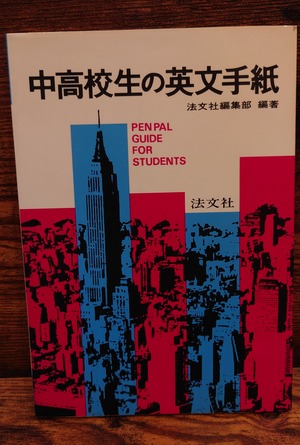 中高校生の英文手紙
法文社編集部 編著
PEN PAL
GUIDE
FOR
STUDENTS
法文社